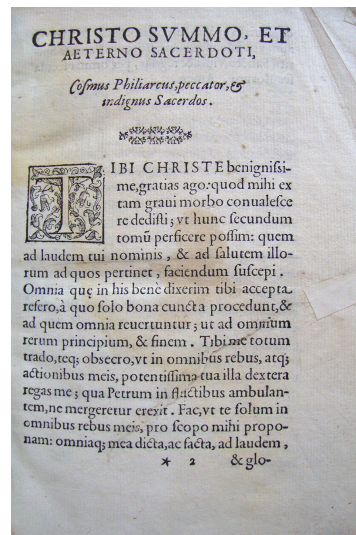 CHRISTO SVMMO, ET
AETERNO SACERDOTI,
Cosmus Philiarcus, peccator, &
indignus Sacerdos.
TIBI CHRISTE benignißi-
me, gratias ago: quod mihi ex
tam graui morbo conualesce
re dedisti; vt hunc secundum
tomũ perficere possim: quem
ad laudem tui nominis, & ad salutem illo-
rum ad quos pertinet, faciendum suscepi.
Omnia quę in his benè dixerim tibi accepta
refero, à quo solo bona cuncta procedunt, &
ad quem omnia reuertuntur; ut ad omnium
rerum principium, & finem. Tibi me totum
trado, teq; obsecro, vt in omnibus rebus, atq;
actionibus meis, potentissima tua illa dextera
regas me; qua Petrum in fluctibus ambulan-
tem, ne mergeretur erexit. Fac, vt te solum in
omnibus rebus meis, pro scopo mihi propo-
nam: omniaq; mea dicta, ac facta, ad laudem,
* 2 & glo-